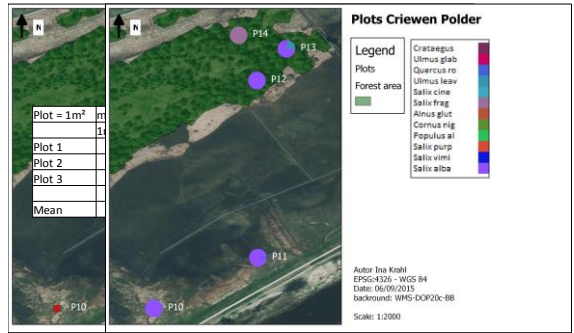 Plots Criewen Polder
N
N
P14
P13
P12
Plot = 1m²
Plot 1
Plot 2
Plot 3
Mean
P11
P10
P10
Legend
Plots
Forest area
Crataegus
Ulmus glab
Quercus ro
Ulmus leav
Salix cine
Salix frag
Alnus glut
Cornus nig
Populus al
Salix purp
Salix vimi
Salix alba
Autor Ina Krahl
EPSG:4326 - WGS 84
Date: 06/09/2015
backround: WMS-DOP20c-BB
Scale: 1:2000